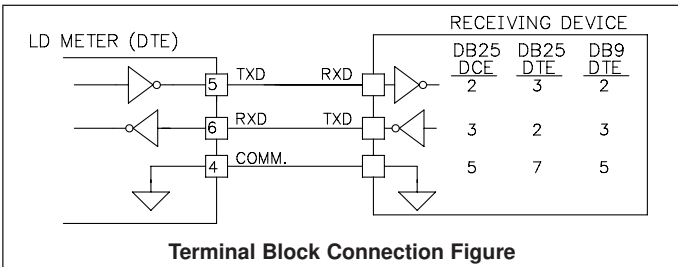 RECEIVING DEVICE
LD METER (DTE)
DB25 DB25 DB9
DCE DTE DTE
5 TXD RXD 2 3 2
6 RXD TXD 3 2 3
4 COMM. 5 7 5
Terminal Block Connection Figure